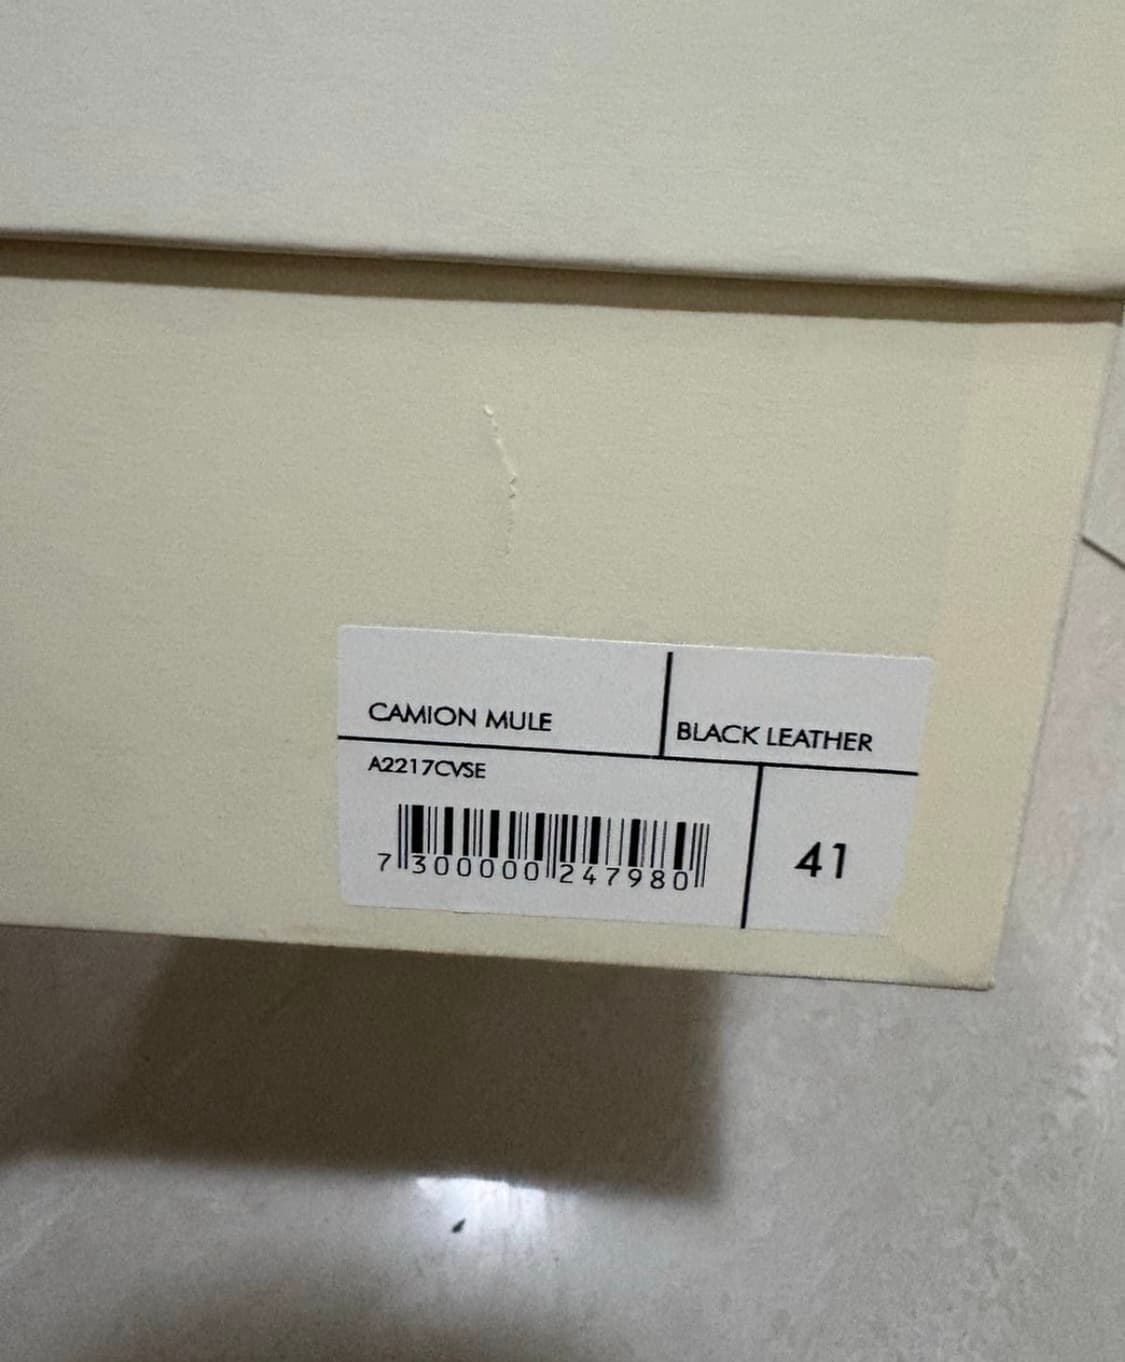 CAMION MULE
BLACK LEATHER
A2217CVSE
7 300000 247980
41